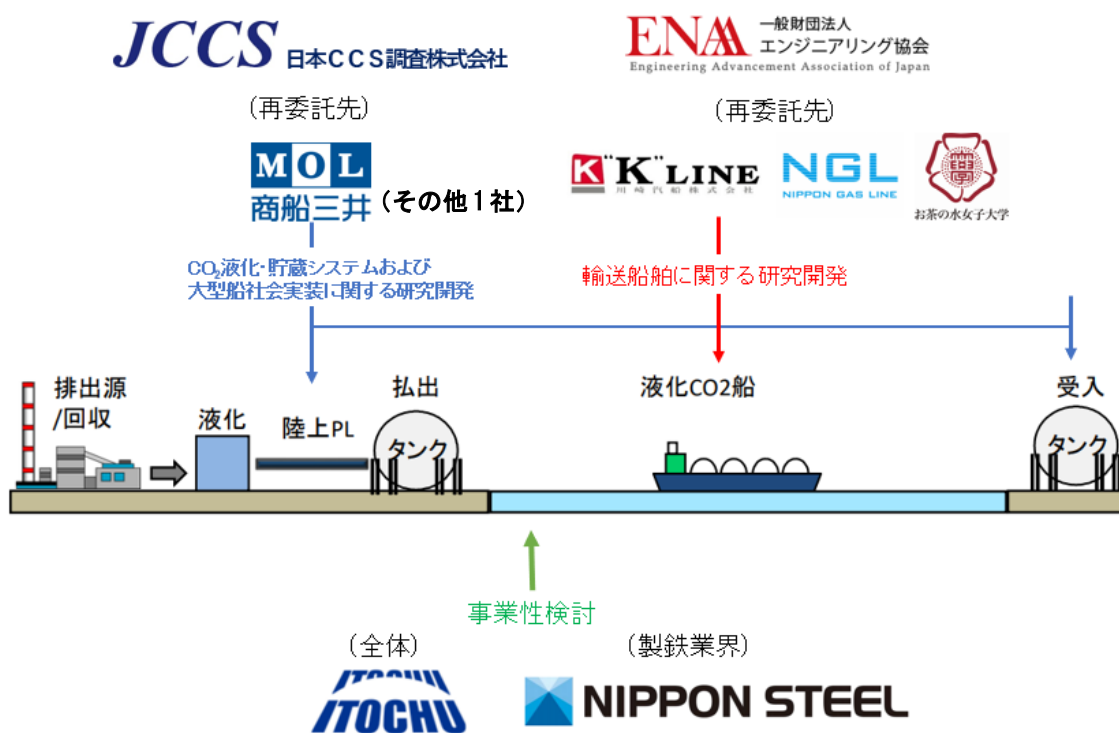 JCCS 日本CCS調査株式会社
ENAA 一般財団法人
エンジニアリング協会
Engineering Advancement Association of Japan
(再委託先)
(再委託先)
MOL
商船三井
(その他1社)
K "K" LINE
川崎汽船株式会社
NGL
NIPPON GAS LINE
お茶の水女子大学
CO₂液化・貯蔵システムおよび
大型船社会実装に関する研究開発
輸送船舶に関する研究開発
排出源
/回収
液化
陸上PL
払出
タンク
液化CO2船
受入
タンク
事業性検討
(全体)
(製鉄業界)
ITOCHU
ITOCHU
NIPPON STEEL